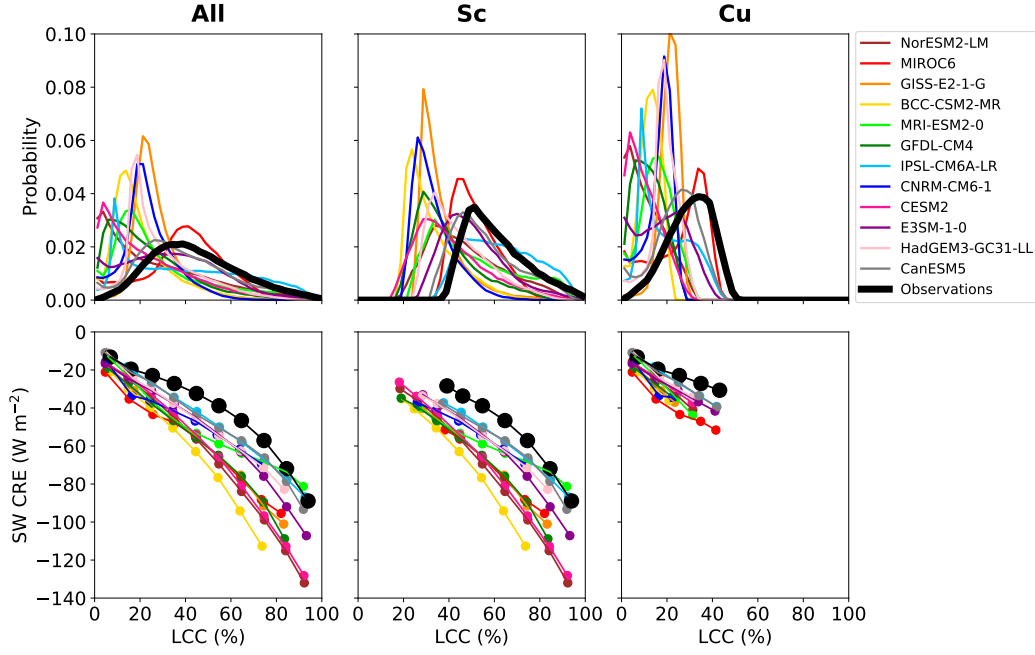 All Sc Cu
0.10
0.08
0.06
0.04
0.02
0.00
Probability
NorESM2-LM
MIROC6
GISS-E2-1-G
BCC-CSM2-MR
MRI-ESM2-0
GFDL-CM4
IPSL-CM6A-LR
CNRM-CM6-1
CESM2
E3SM-1-0
HadGEM3-GC31-LL
CanESM5
Observations
0
−20
−40
−60
−80
−100
−120
−140
SW CRE (W m⁻²)
0 20 40 60 80 100 0 20 40 60 80 100 0 20 40 60 80 100
LCC (%) LCC (%) LCC (%)